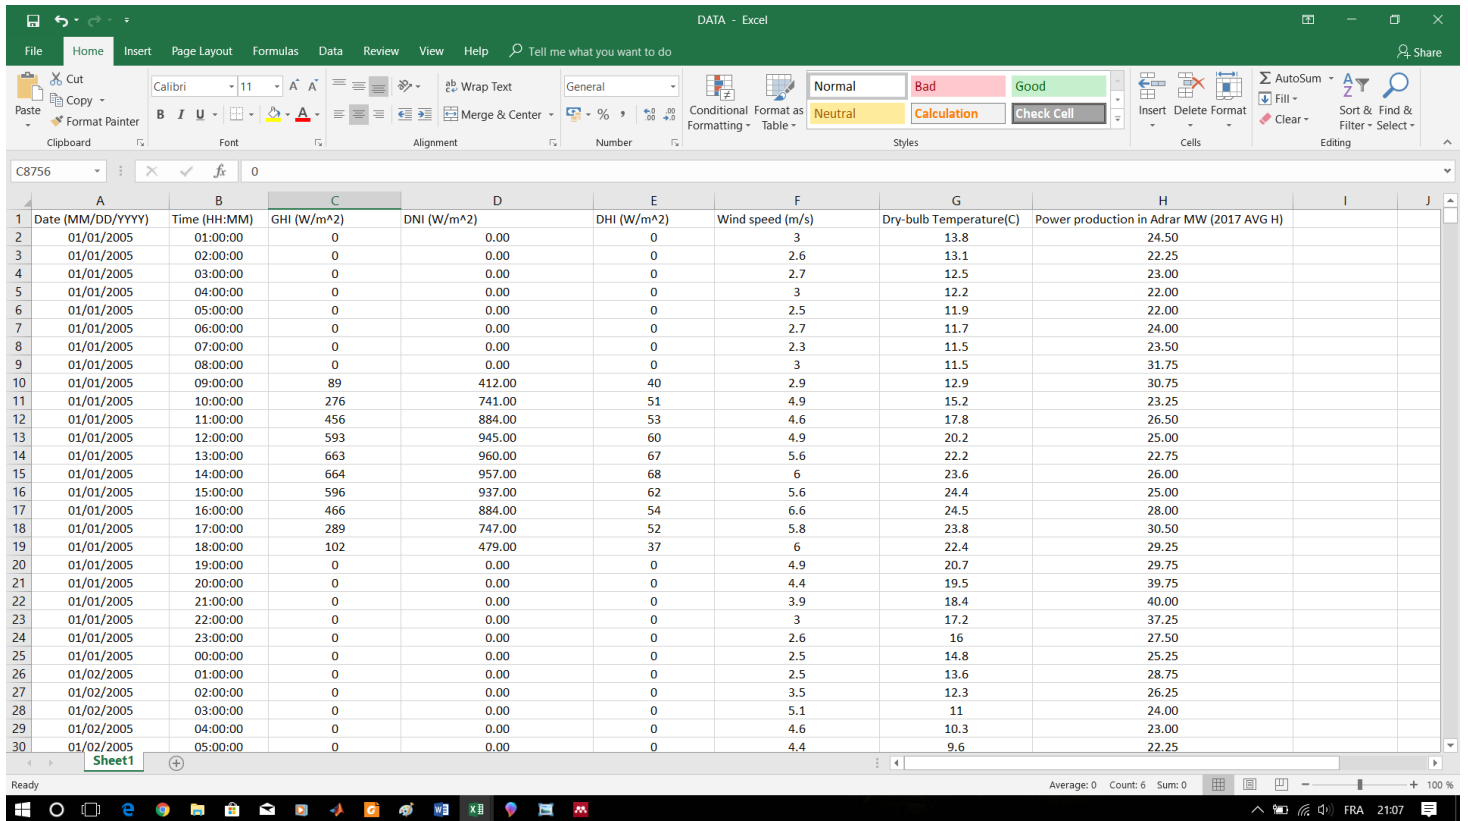 DATA - Excel
File Home Insert Page Layout Formulas Data Review View Help Tell me what you want to do Share
Paste Cut Copy Format Painter Clipboard
Calibri 11 A A B I U A Font
ab Wrap Text Merge & Center Alignment
General % Number
Conditional Formatting Format as Table Normal Bad Good Neutral Calculation Check Cell Styles
Insert Delete Format Cells
AutoSum Fill Clear Sort & Filter Find & Select Editing
C8756 fx 0
A B C D E F G H I J
1 Date (MM/DD/YYYY) Time (HH:MM) GHI (W/m^2) DNI (W/m^2) DHI (W/m^2) Wind speed (m/s) Dry-bulb Temperature(C) Power production in Adrar MW (2017 AVG H)
2 01/01/2005 01:00:00 0 0.00 0 3 13.8 24.50
3 01/01/2005 02:00:00 0 0.00 0 2.6 13.1 22.25
4 01/01/2005 03:00:00 0 0.00 0 2.7 12.5 23.00
5 01/01/2005 04:00:00 0 0.00 0 3 12.2 22.00
6 01/01/2005 05:00:00 0 0.00 0 2.5 11.9 22.00
7 01/01/2005 06:00:00 0 0.00 0 2.7 11.7 24.00
8 01/01/2005 07:00:00 0 0.00 0 2.3 11.5 23.50
9 01/01/2005 08:00:00 0 0.00 0 3 11.5 31.75
10 01/01/2005 09:00:00 89 412.00 40 2.9 12.9 30.75
11 01/01/2005 10:00:00 276 741.00 51 4.9 15.2 23.25
12 01/01/2005 11:00:00 456 884.00 53 4.6 17.8 26.50
13 01/01/2005 12:00:00 593 945.00 60 4.9 20.2 25.00
14 01/01/2005 13:00:00 663 960.00 67 5.6 22.2 22.75
15 01/01/2005 14:00:00 664 957.00 68 6 23.6 26.00
16 01/01/2005 15:00:00 596 937.00 62 5.6 24.4 25.00
17 01/01/2005 16:00:00 466 884.00 54 6.6 24.5 28.00
18 01/01/2005 17:00:00 289 747.00 52 5.8 23.8 30.50
19 01/01/2005 18:00:00 102 479.00 37 6 22.4 29.25
20 01/01/2005 19:00:00 0 0.00 0 4.9 20.7 29.75
21 01/01/2005 20:00:00 0 0.00 0 4.4 19.5 39.75
22 01/01/2005 21:00:00 0 0.00 0 3.9 18.4 40.00
23 01/01/2005 22:00:00 0 0.00 0 3 17.2 37.25
24 01/01/2005 23:00:00 0 0.00 0 2.6 16 27.50
25 01/01/2005 00:00:00 0 0.00 0 2.5 14.8 25.25
26 01/02/2005 01:00:00 0 0.00 0 2.5 13.6 28.75
27 01/02/2005 02:00:00 0 0.00 0 3.5 12.3 26.25
28 01/02/2005 03:00:00 0 0.00 0 5.1 11 24.00
29 01/02/2005 04:00:00 0 0.00 0 4.6 10.3 23.00
30 01/02/2005 05:00:00 0 0.00 0 4.4 9.6 22.25
Sheet1
Ready Average: 0 Count: 6 Sum: 0 100 %
FRA 21:07